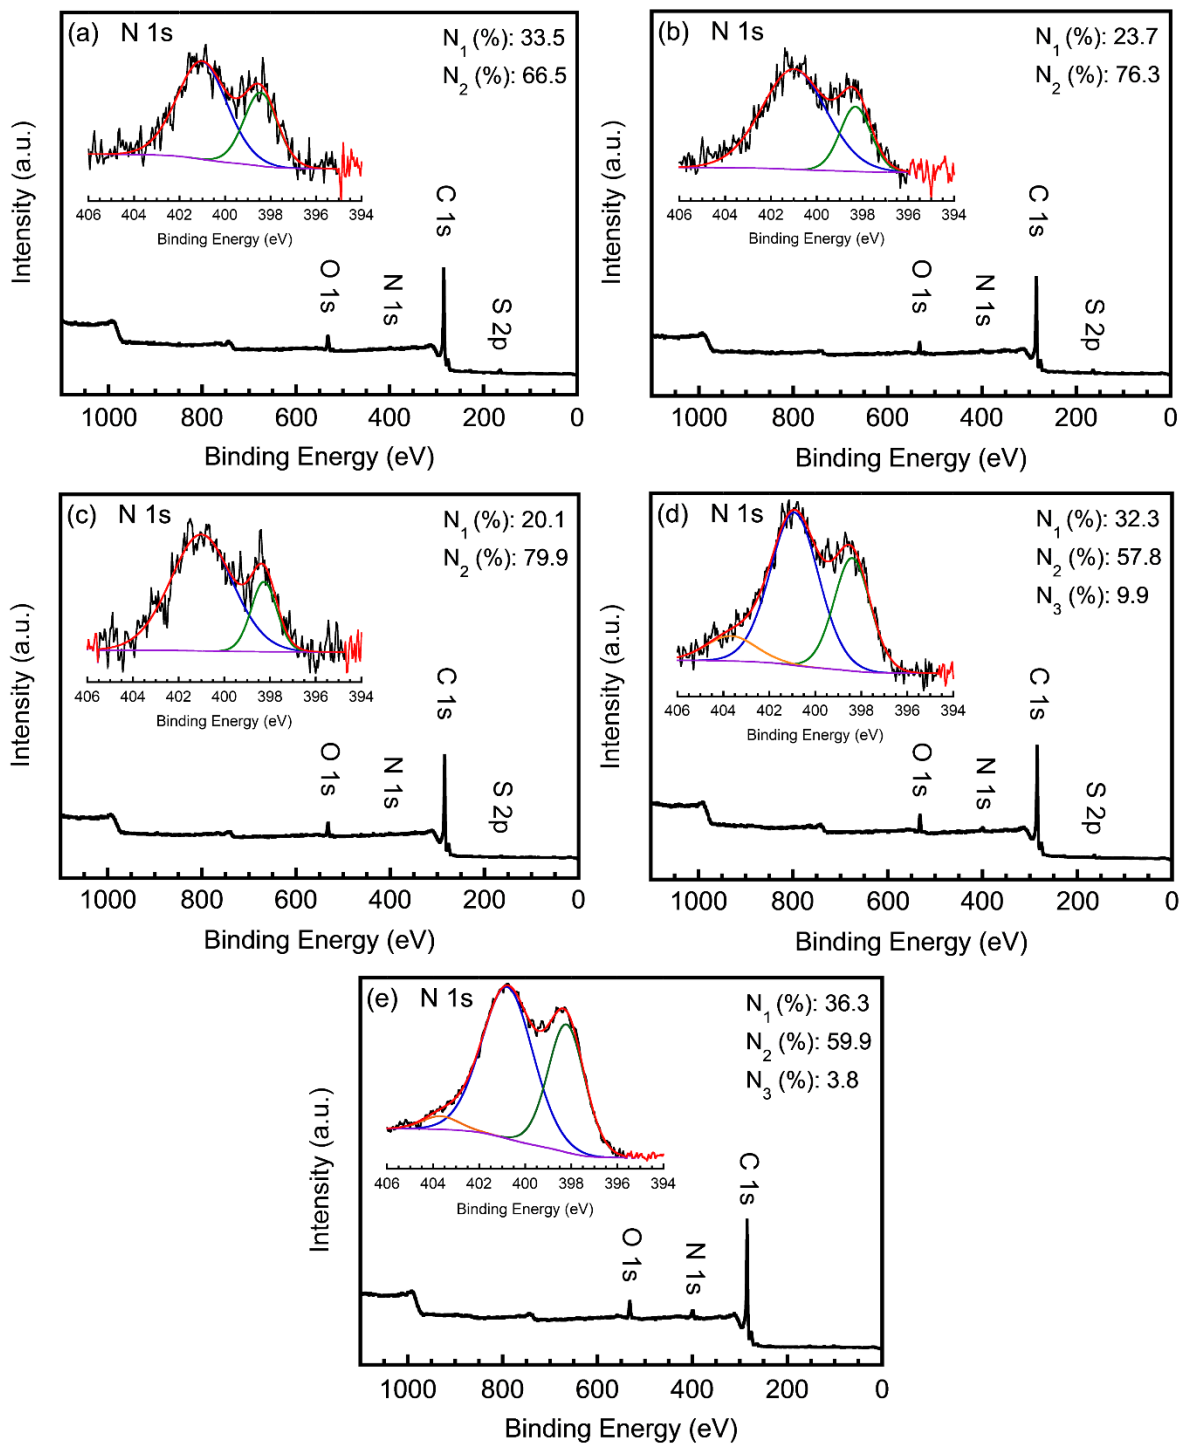 (a) N 1s
N1 (%): 33.5
N2 (%): 66.5
406 404 402 400 398 396 394
Binding Energy (eV)
Intensity (a.u.)
O 1s
N 1s
C 1s
S 2p
1000 800 600 400 200 0
Binding Energy (eV)
(b) N 1s
N1 (%): 23.7
N2 (%): 76.3
406 404 402 400 398 396 394
Binding Energy (eV)
Intensity (a.u.)
O 1s
N 1s
C 1s
S 2p
1000 800 600 400 200 0
Binding Energy (eV)
(c) N 1s
N1 (%): 20.1
N2 (%): 79.9
406 404 402 400 398 396 394
Binding Energy (eV)
Intensity (a.u.)
O 1s
N 1s
C 1s
S 2p
1000 800 600 400 200 0
Binding Energy (eV)
(d) N 1s
N1 (%): 32.3
N2 (%): 57.8
N3 (%): 9.9
406 404 402 400 398 396 394
Binding Energy (eV)
Intensity (a.u.)
O 1s
N 1s
C 1s
S 2p
1000 800 600 400 200 0
Binding Energy (eV)
(e) N 1s
N1 (%): 36.3
N2 (%): 59.9
N3 (%): 3.8
406 404 402 400 398 396 394
Binding Energy (eV)
Intensity (a.u.)
O 1s
N 1s
C 1s
1000 800 600 400 200 0
Binding Energy (eV)